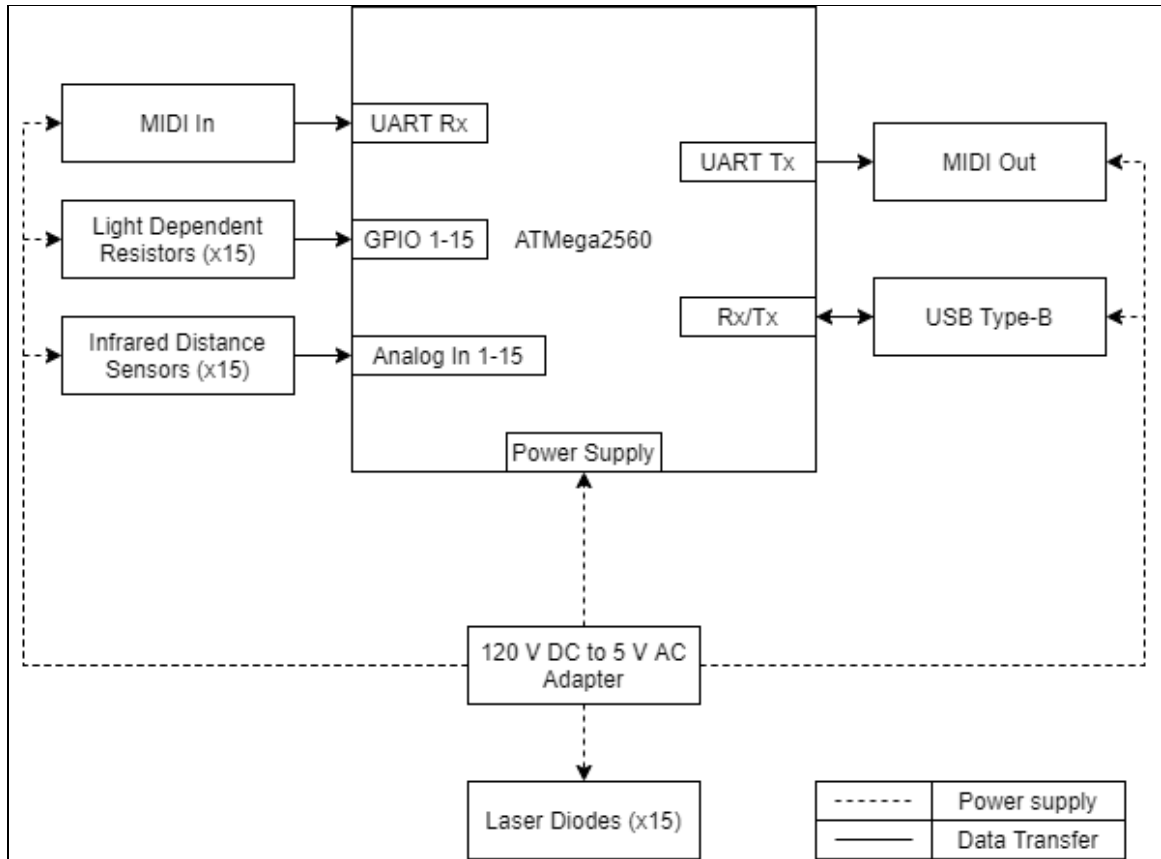 MIDI In
UART Rx
UART Tx
MIDI Out
Light Dependent
Resistors (x15)
GPIO 1-15
ATMega2560
Rx/Tx
USB Type-B
Infrared Distance
Sensors (x15)
Analog In 1-15
Power Supply
120 V DC to 5 V AC
Adapter
Laser Diodes (x15)
Power supply
Data Transfer